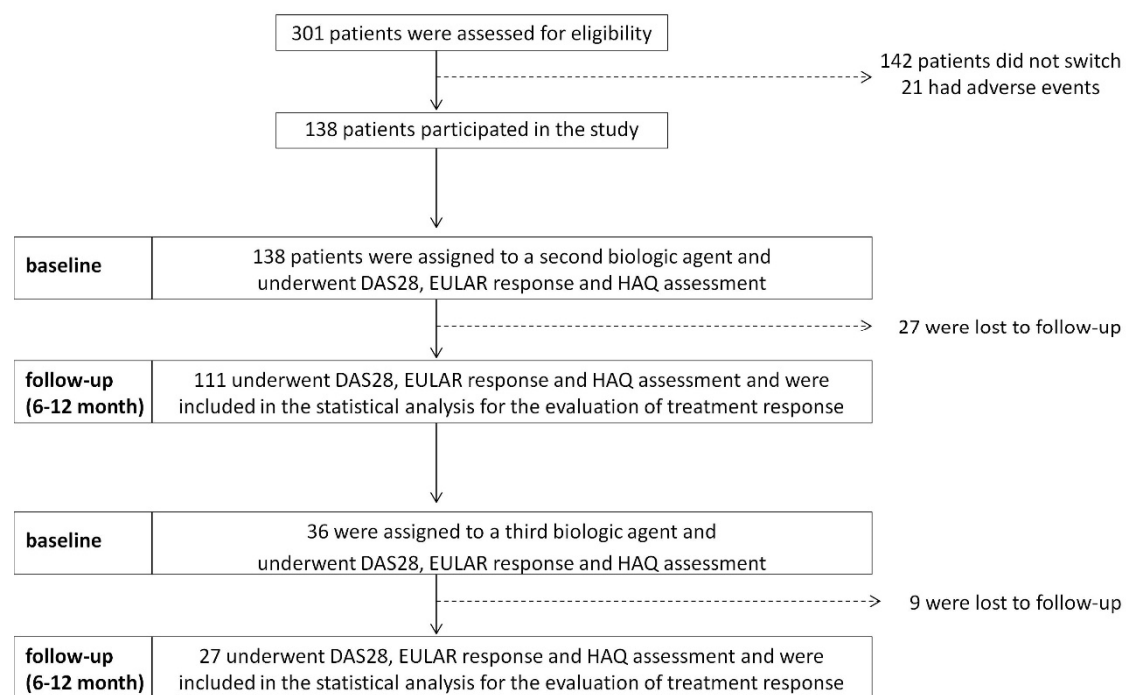 301 patients were assessed for eligibility
142 patients did not switch
21 had adverse events
138 patients participated in the study
baseline
138 patients were assigned to a second biologic agent and
underwent DAS28, EULAR response and HAQ assessment
27 were lost to follow-up
follow-up
(6-12 month)
111 underwent DAS28, EULAR response and HAQ assessment and were
included in the statistical analysis for the evaluation of treatment response
baseline
36 were assigned to a third biologic agent and
underwent DAS28, EULAR response and HAQ assessment
9 were lost to follow-up
follow-up
(6-12 month)
27 underwent DAS28, EULAR response and HAQ assessment and were
included in the statistical analysis for the evaluation of treatment response